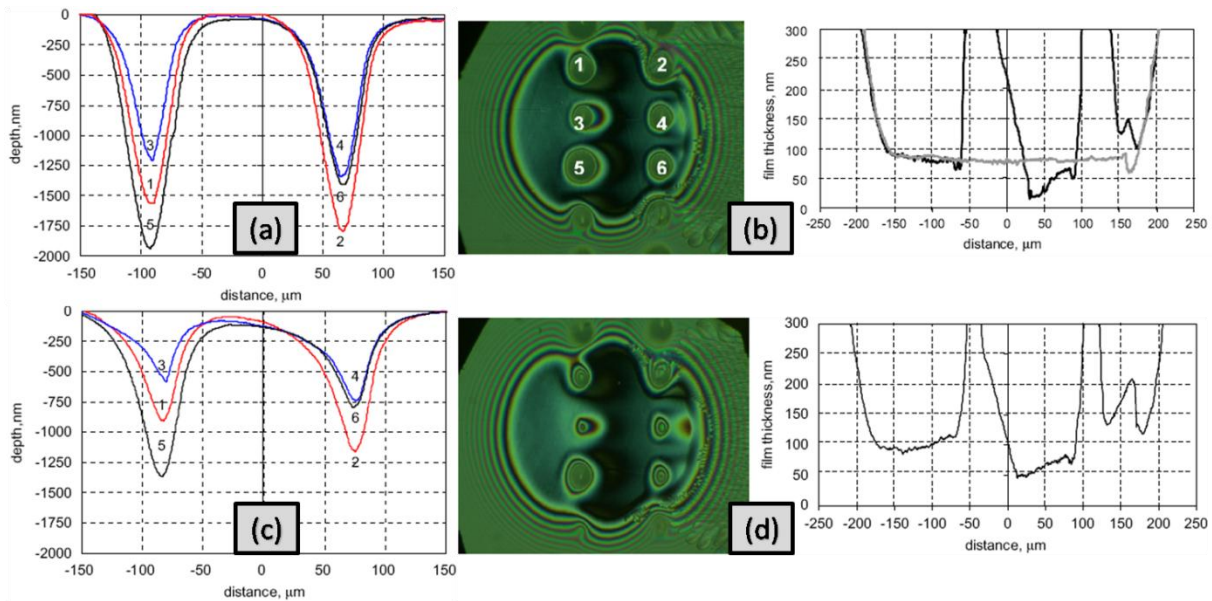 0
-250
-500
-750
-1000
-1250
-1500
-1750
-2000
depth,nm
3
1
5
4
6
2
-150 -100 -50 0 50 100 150
distance, μm
(a)
1 2
3 4
5 6
(b)
300
250
200
150
100
50
0
film thickness, nm
-250 -200 -150 -100 -50 0 50 100 150 200 250
distance, μm
0
-250
-500
-750
-1000
-1250
-1500
-1750
-2000
depth,nm
3
1
5
4
6
2
-150 -100 -50 0 50 100 150
distance, μm
(c)
(d)
300
250
200
150
100
50
0
film thickness,nm
-250 -200 -150 -100 -50 0 50 100 150 200 250
distance, μm